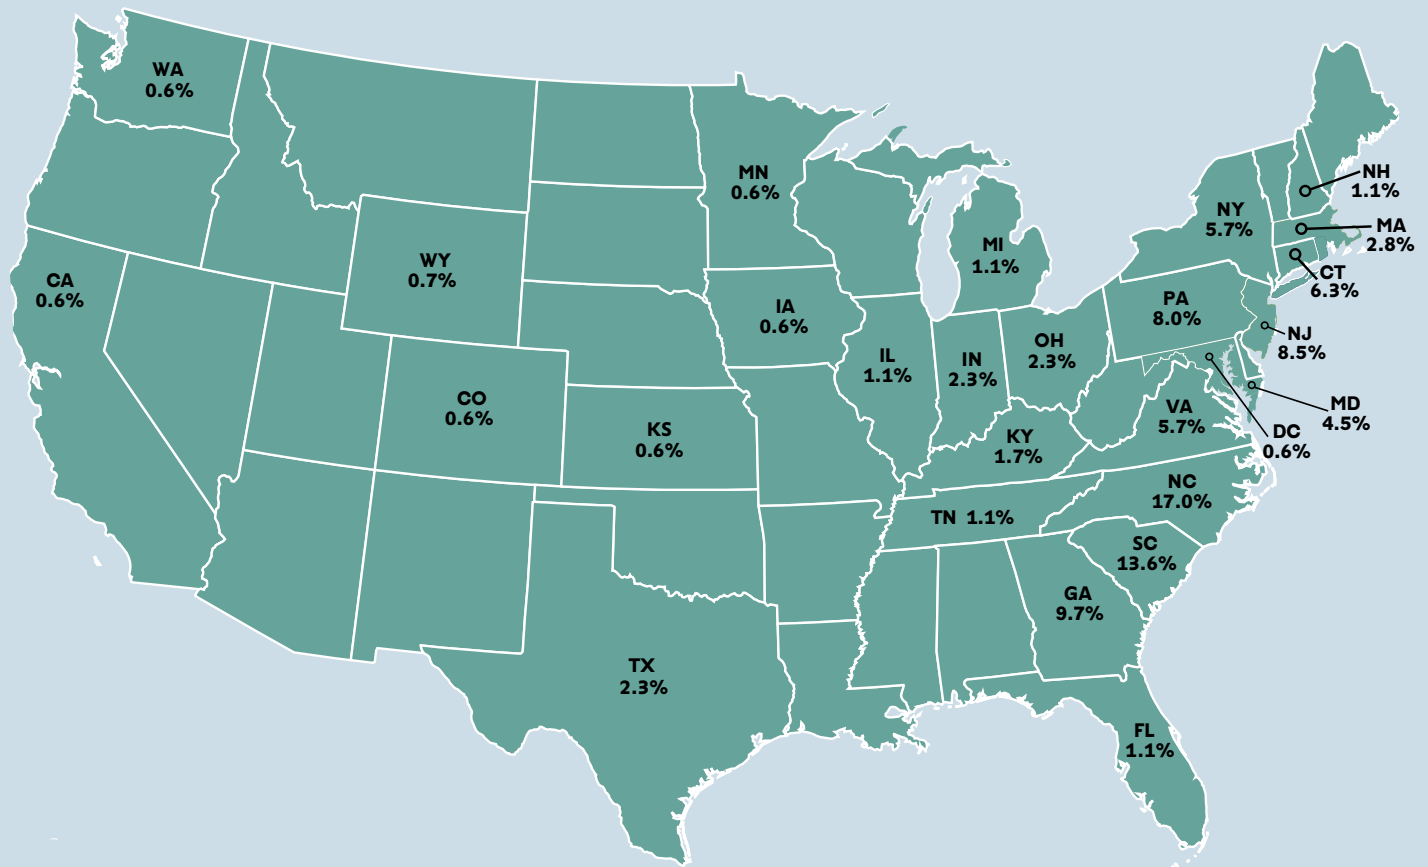 WA
0.6%
MN
0.6%
NH
1.1%
NY
5.7%
MA
2.8%
MI
1.1%
WY
0.7%
CA
0.6%
CT
6.3%
PA
8.0%
IA
0.6%
NJ
8.5%
OH
2.3%
IL
1.1%
IN
2.3%
CO
0.6%
MD
4.5%
VA
5.7%
KS
0.6%
KY
1.7%
DC
0.6%
NC
17.0%
TN 1.1%
SC
13.6%
GA
9.7%
TX
2.3%
FL
1.1%